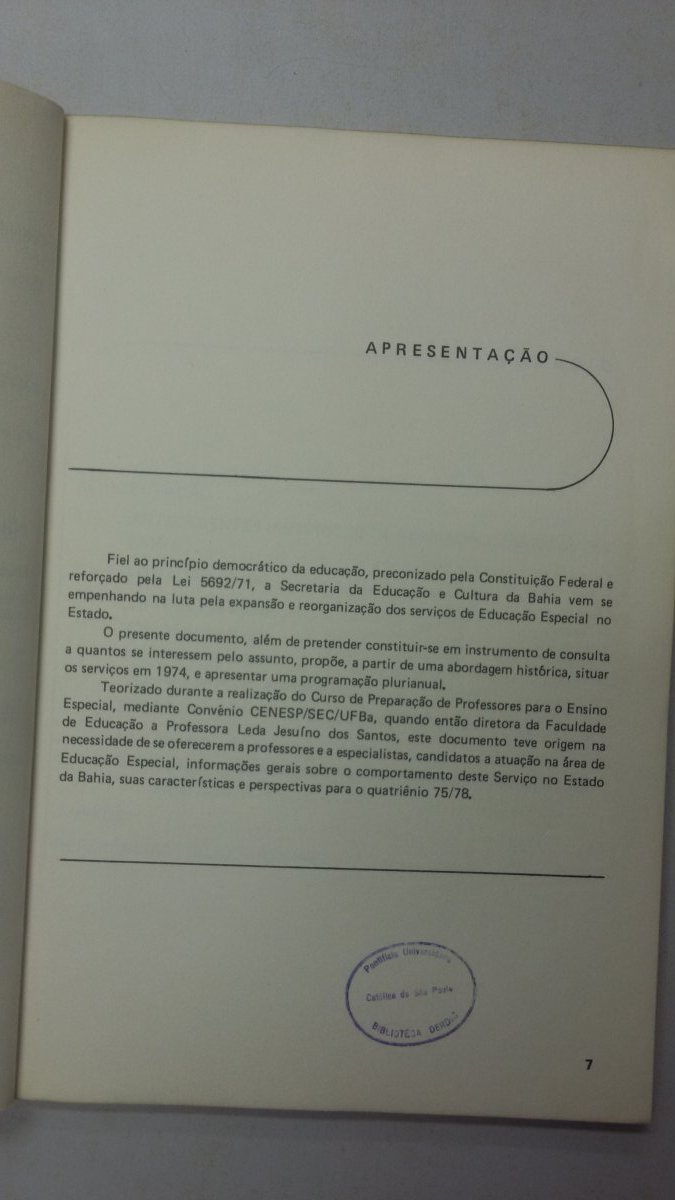 APRESENTAÇÃO
Fiel ao princípio democrático da educação, preconizado pela Constituição Federal e
reforçado pela Lei 5692/71, a Secretaria da Educação e Cultura da Bahia vem se
empenhando na luta pela expansão e reorganização dos serviços de Educação Especial no
Estado.
O presente documento, além de pretender constituir-se em instrumento de consulta
a quantos se interessem pelo assunto, propõe, a partir de uma abordagem histórica, situar
os serviços em 1974, e apresentar uma programação plurianual.
Teorizado durante a realização do Curso de Preparação de Professores para o Ensino
Especial, mediante Convênio CENESP/SEC/UFBa, quando então diretora da Faculdade
de Educação a Professora Leda Jesuíno dos Santos, este documento teve origem na
necessidade de se oferecerem a professores e a especialistas, candidatos a atuação na área de
Educação Especial, informações gerais sobre o comportamento deste Serviço no Estado
da Bahia, suas características e perspectivas para o quatriênio 75/78.
Pontifícia Universidade
Católica de São Paulo
BIBLIOTECA DERDIC
7